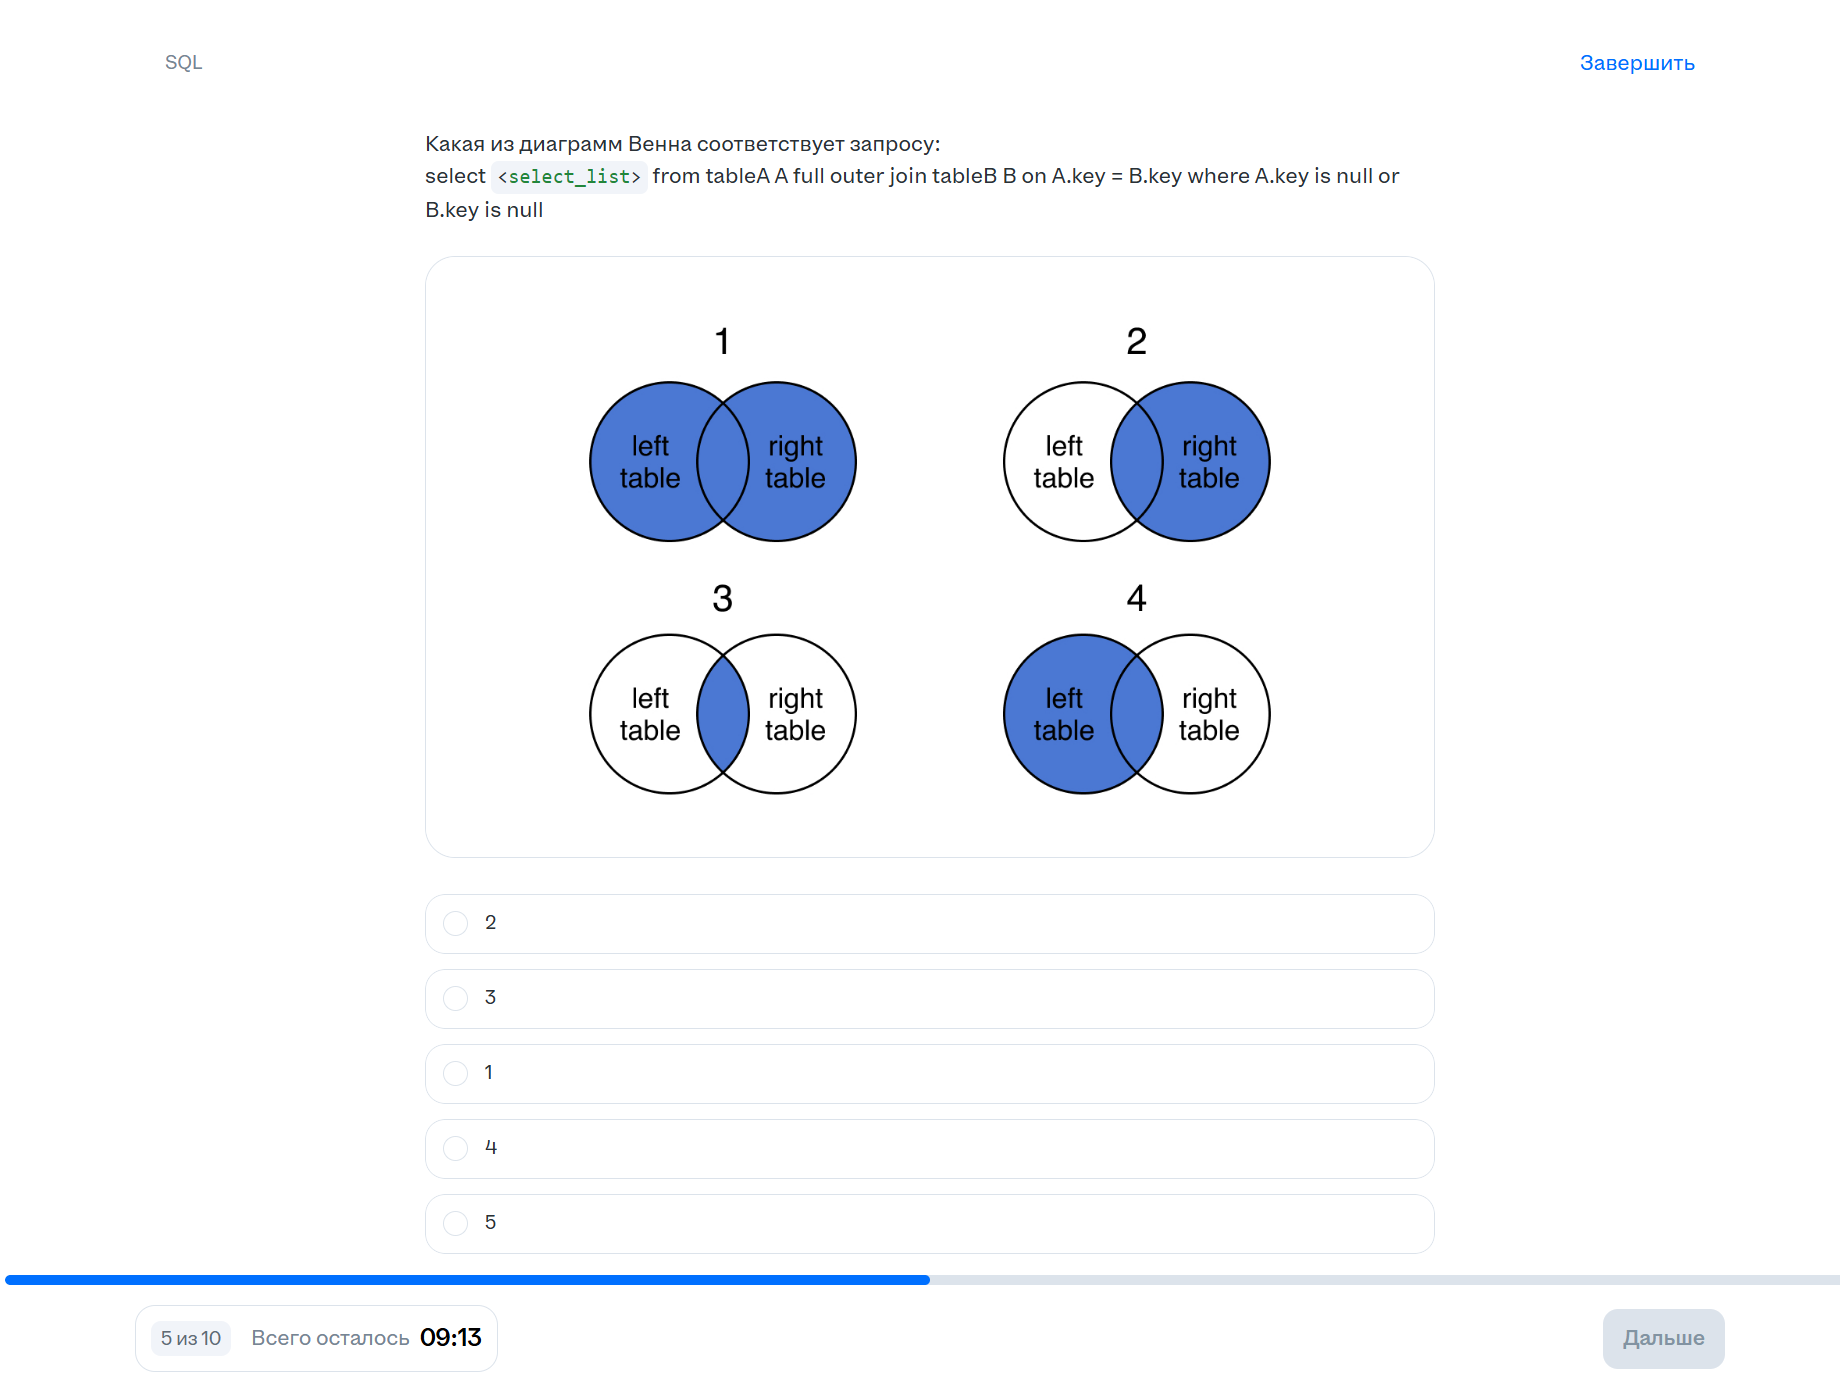 SQL
Завершить
Какая из диаграмм Венна соответствует запросу:
select <select_list> from tableA A full outer join tableB B on A.key = B.key where A.key is null or
B.key is null
1
2
left
table
right
table
left
table
right
table
3
4
left
table
right
table
left
table
right
table
2
3
1
4
5
5 из 10
Всего осталось 09:13
Дальше